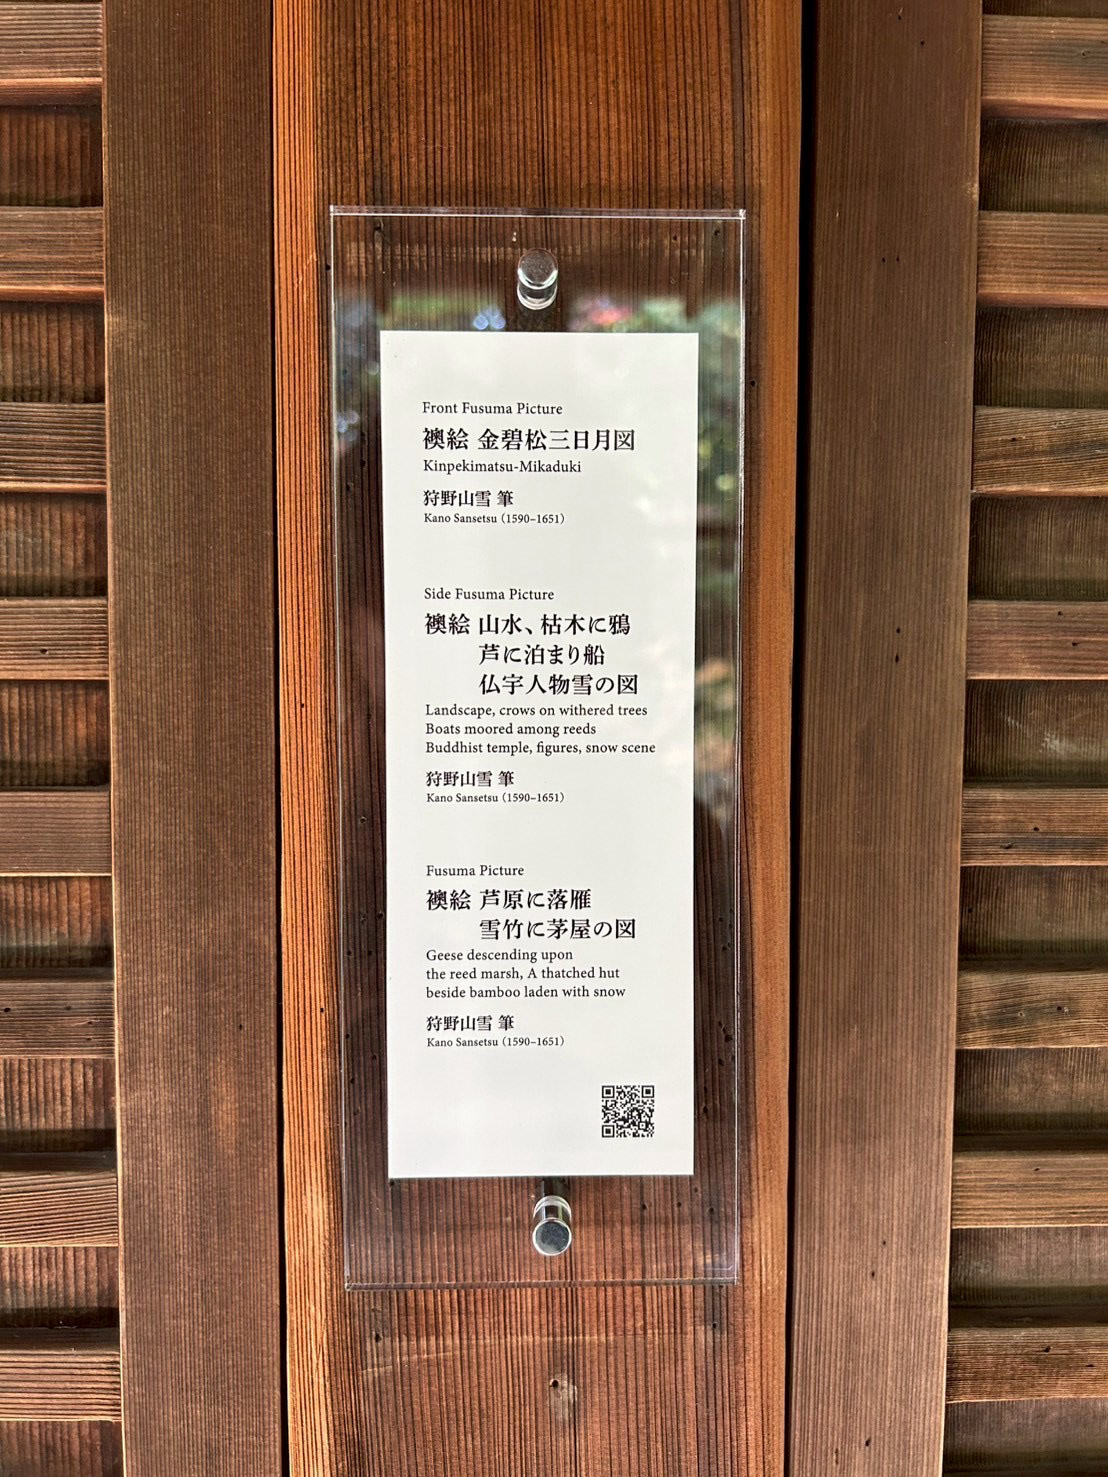 Front Fusuma Picture
襖絵 金碧松三日月図
Kinpekimatsu-Mikaduki
狩野山雪 筆
Kano Sansetsu (1590–1651)
Side Fusuma Picture
襖絵 山水、枯木に鴉
芦に泊まり船
仏宇人物雪の図
Landscape, crows on withered trees
Boats moored among reeds
Buddhist temple, figures, snow scene
狩野山雪 筆
Kano Sansetsu (1590–1651)
Fusuma Picture
襖絵 芦原に落雁
雪竹に茅屋の図
Geese descending upon
the reed marsh, A thatched hut
beside bamboo laden with snow
狩野山雪 筆
Kano Sansetsu (1590–1651)